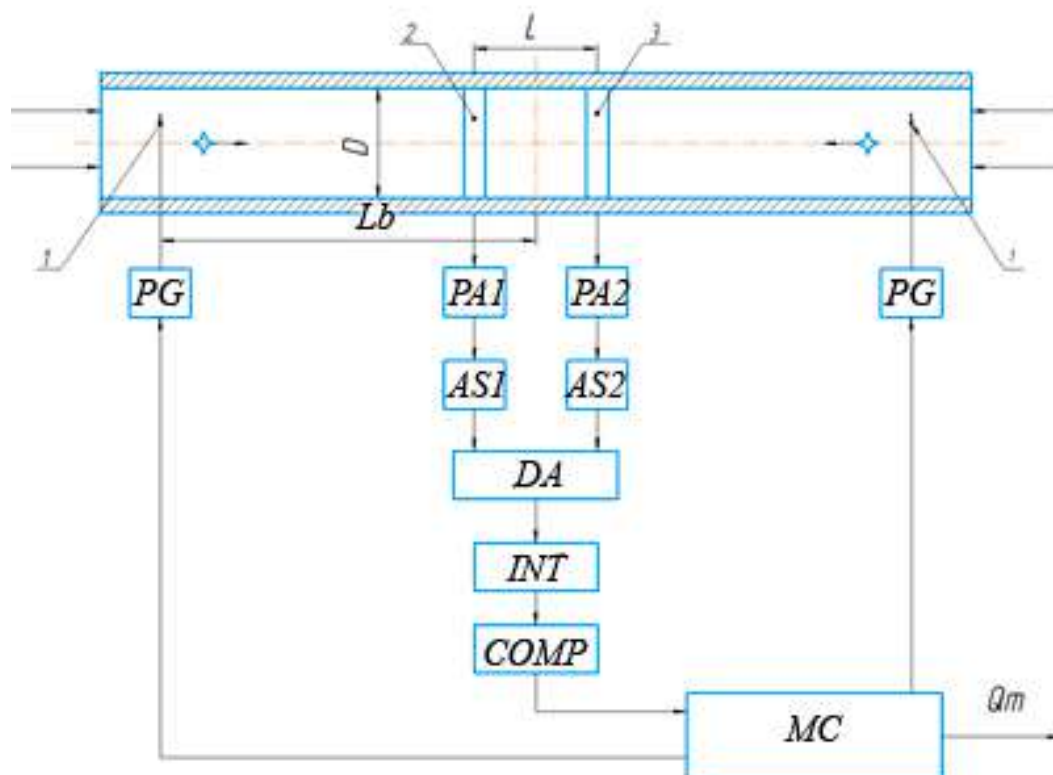 2 l 3
D
Lb
1 1
PG PA1 PA2 PG
AS1 AS2
DA
INT
COMP
Qm
MC